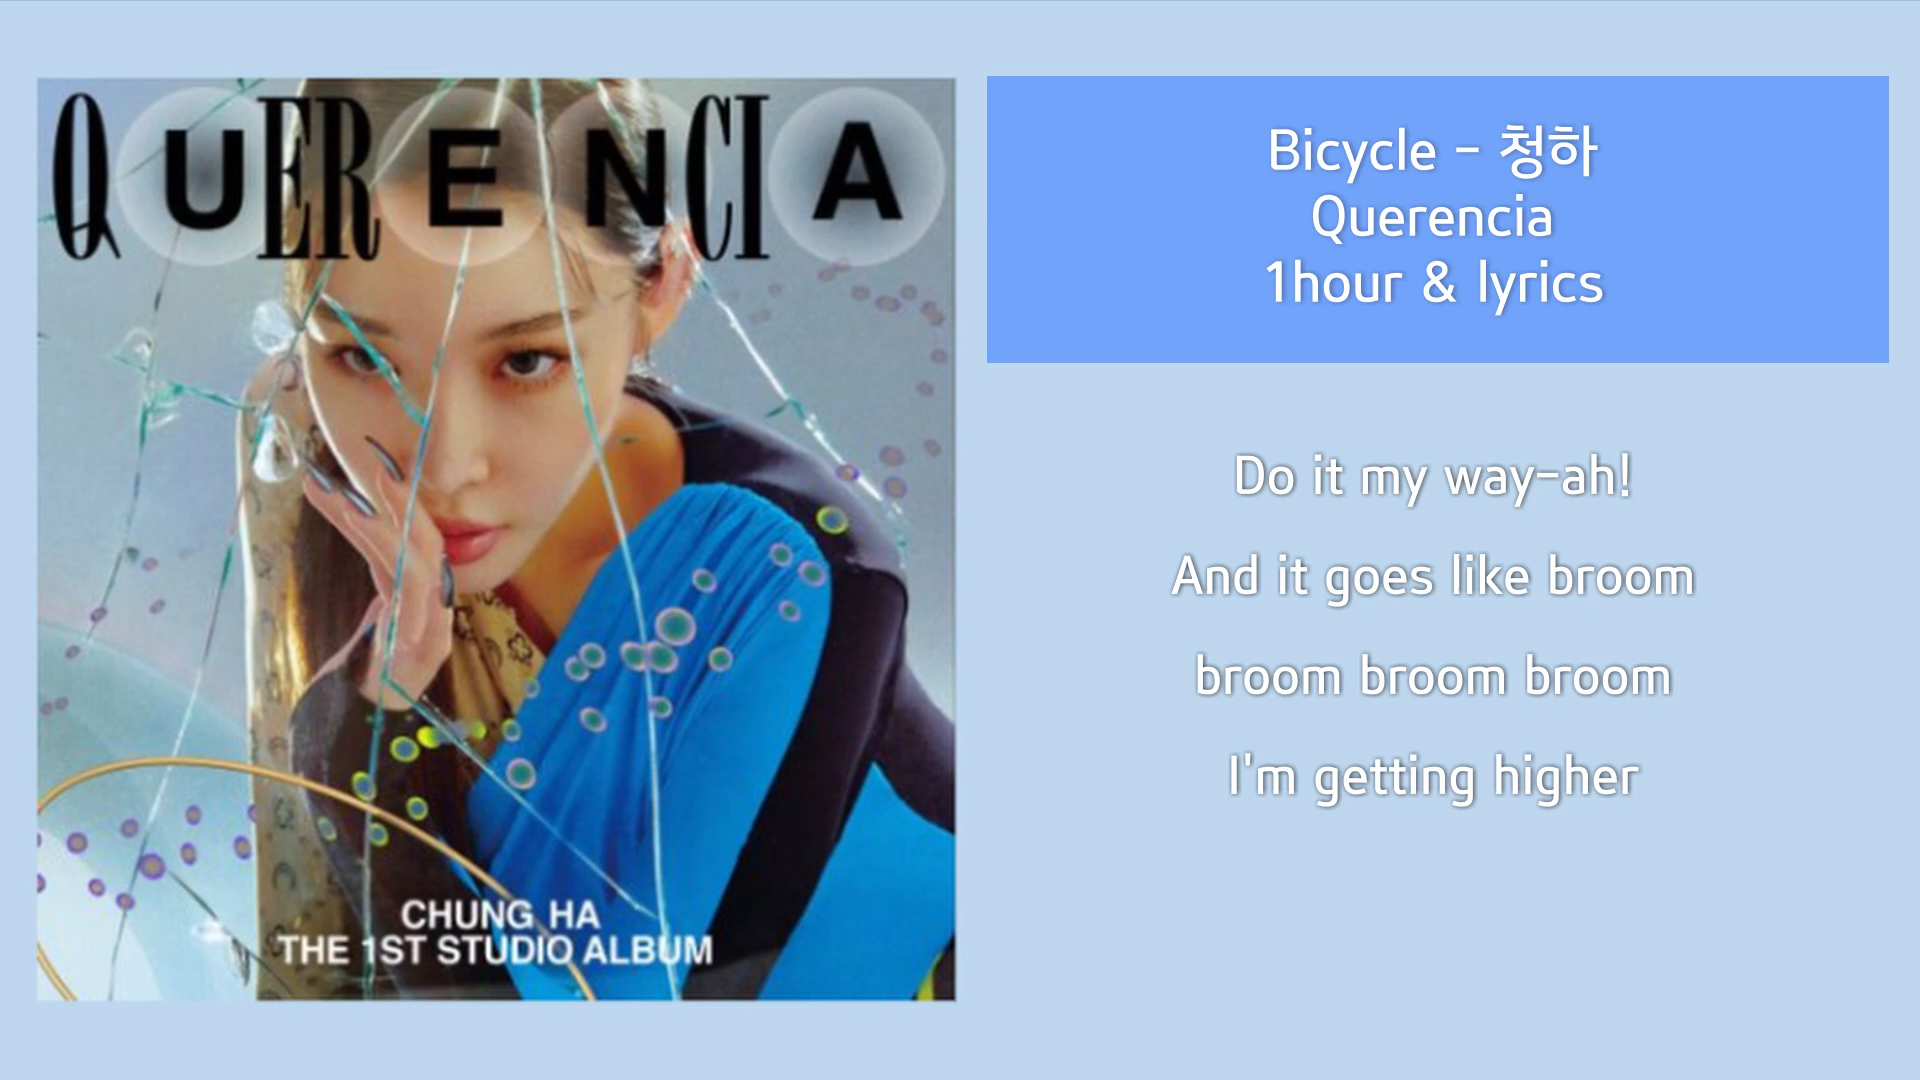 QUERENCIA
CHUNG HA
THE 1ST STUDIO ALBUM
Bicycle - 청하
Querencia
1hour & lyrics
Do it my way-ah!
And it goes like broom
broom broom broom
I'm getting higher